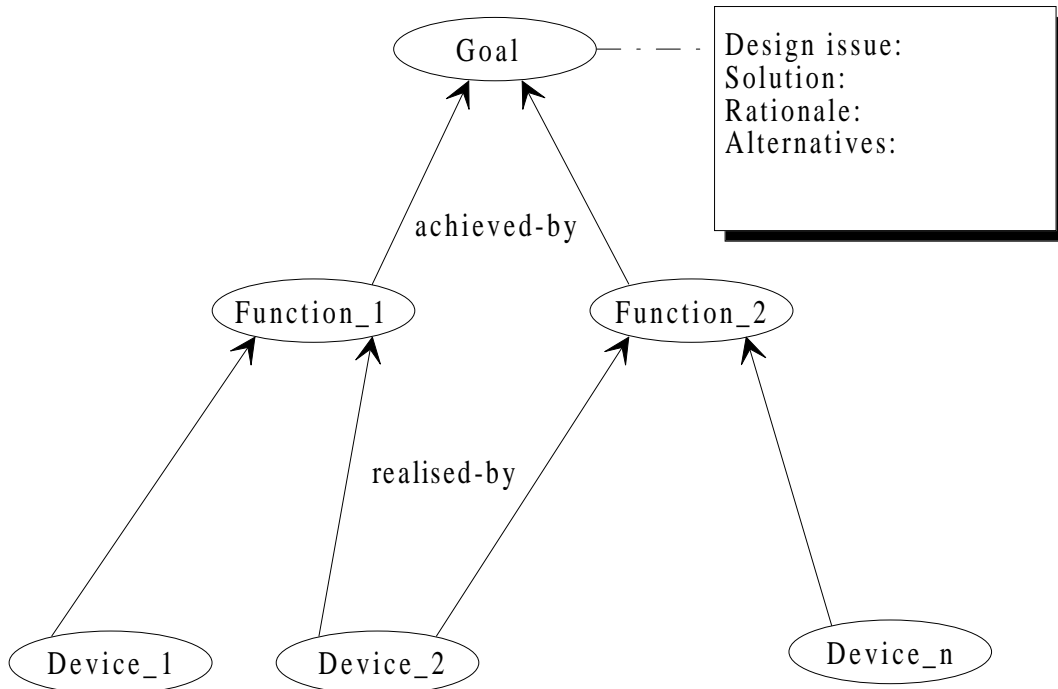 Goal
Design issue:
Solution:
Rationale:
Alternatives:
achieved-by
Function_1
Function_2
realised-by
Device_1
Device_2
Device_n